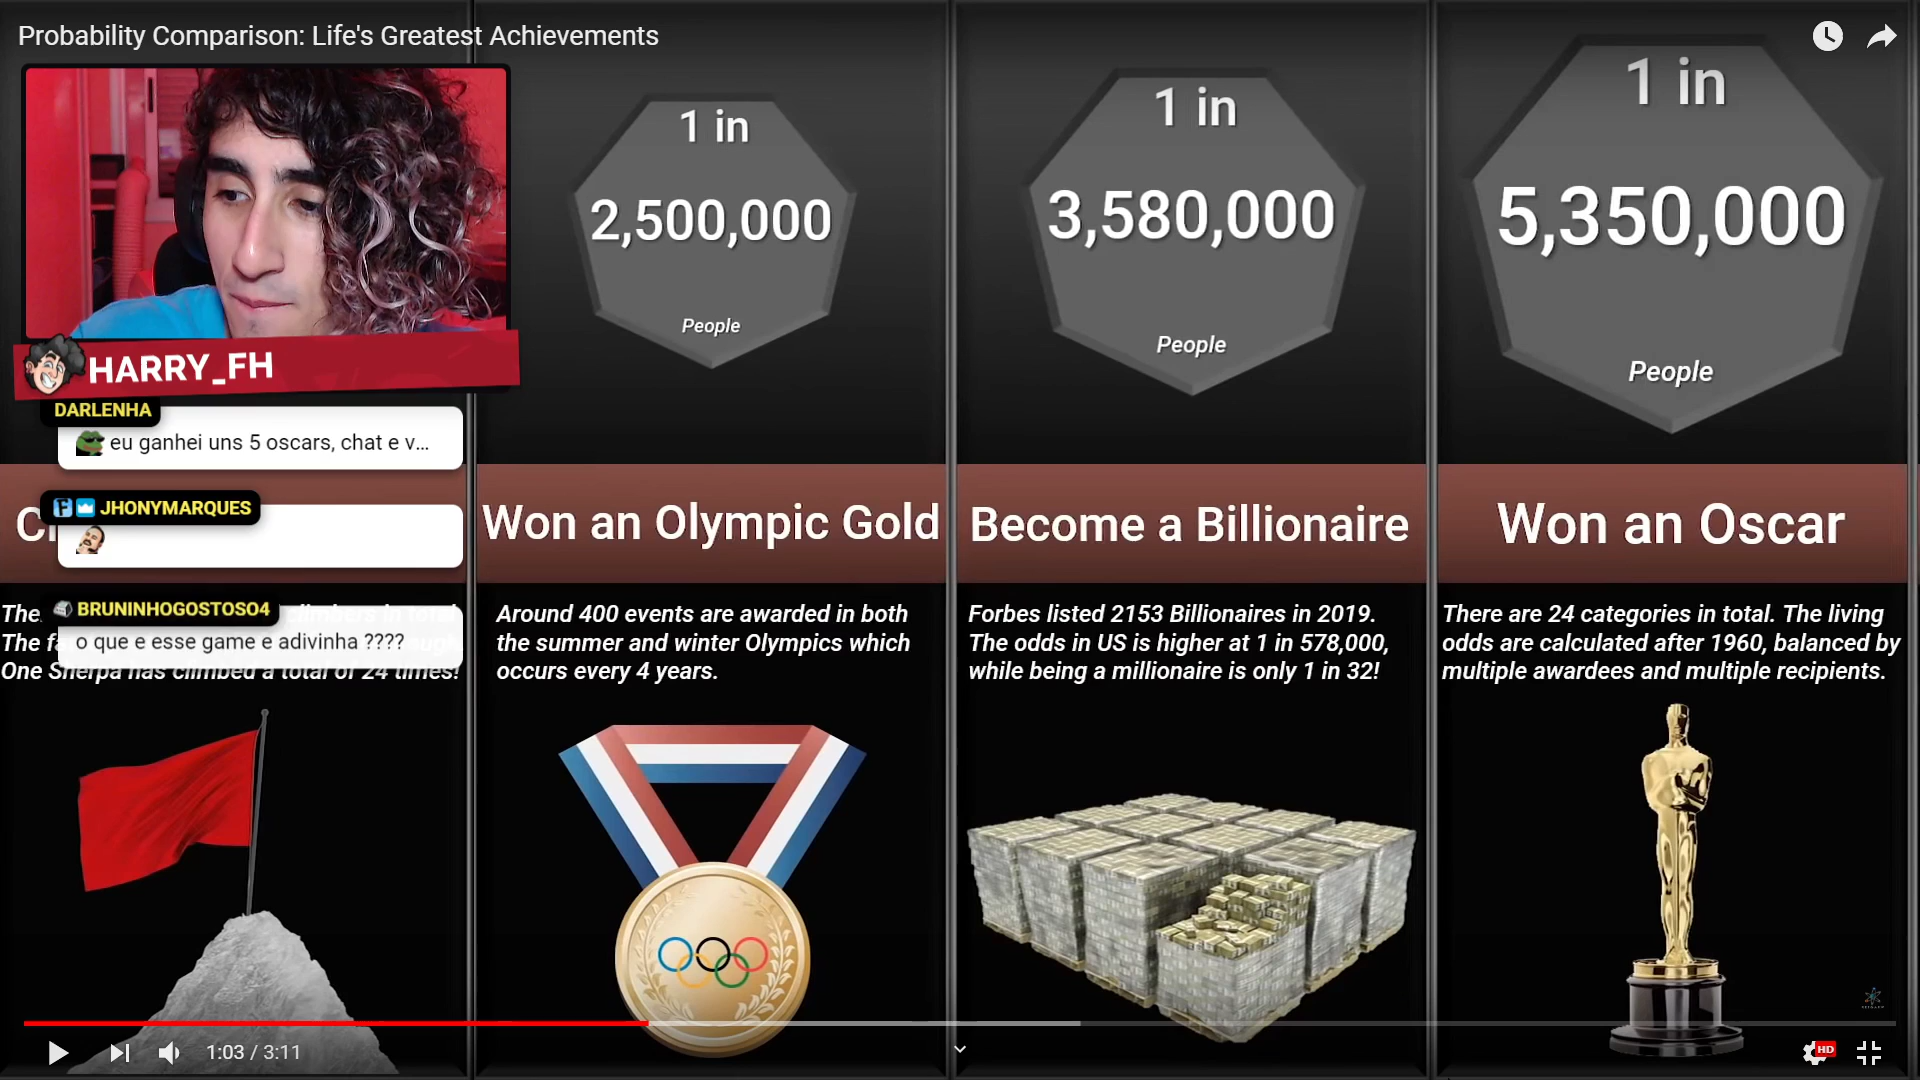 Probability Comparison: Life's Greatest Achievements
HARRY_FH
DARLENHA
eu ganhei uns 5 oscars, chat e v...
JHONYMARQUES
BRUNINHOGOSTOSO4
o que e esse game e adivinha ????
The
climbers in total
The
One Sherpa has climbed a total of 24 times!
1 in
2,500,000
People
Won an Olympic Gold
Around 400 events are awarded in both
the summer and winter Olympics which
occurs every 4 years.
1 in
3,580,000
People
Become a Billionaire
Forbes listed 2153 Billionaires in 2019.
The odds in US is higher at 1 in 578,000,
while being a millionaire is only 1 in 32!
1 in
5,350,000
People
Won an Oscar
There are 24 categories in total. The living
odds are calculated after 1960, balanced by
multiple awardees and multiple recipients.
1:03 / 3:11
HD